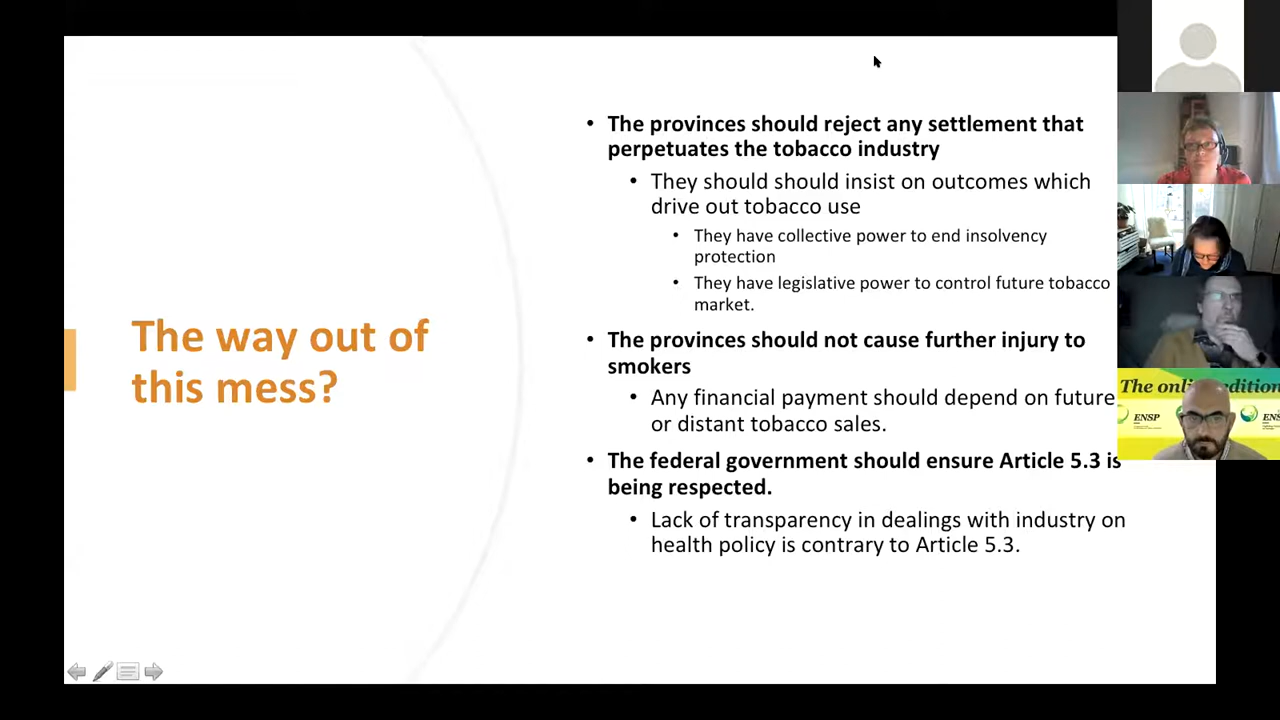 The way out of
this mess?
• The provinces should reject any settlement that
perpetuates the tobacco industry
• They should should insist on outcomes which
drive out tobacco use
• They have collective power to end insolvency
protection
• They have legislative power to control future tobacco
market.
• The provinces should not cause further injury to
smokers
• Any financial payment should depend on future
or distant tobacco sales.
• The federal government should ensure Article 5.3 is
being respected.
• Lack of transparency in dealings with industry on
health policy is contrary to Article 5.3.
The onli dition
ENSP
ENS